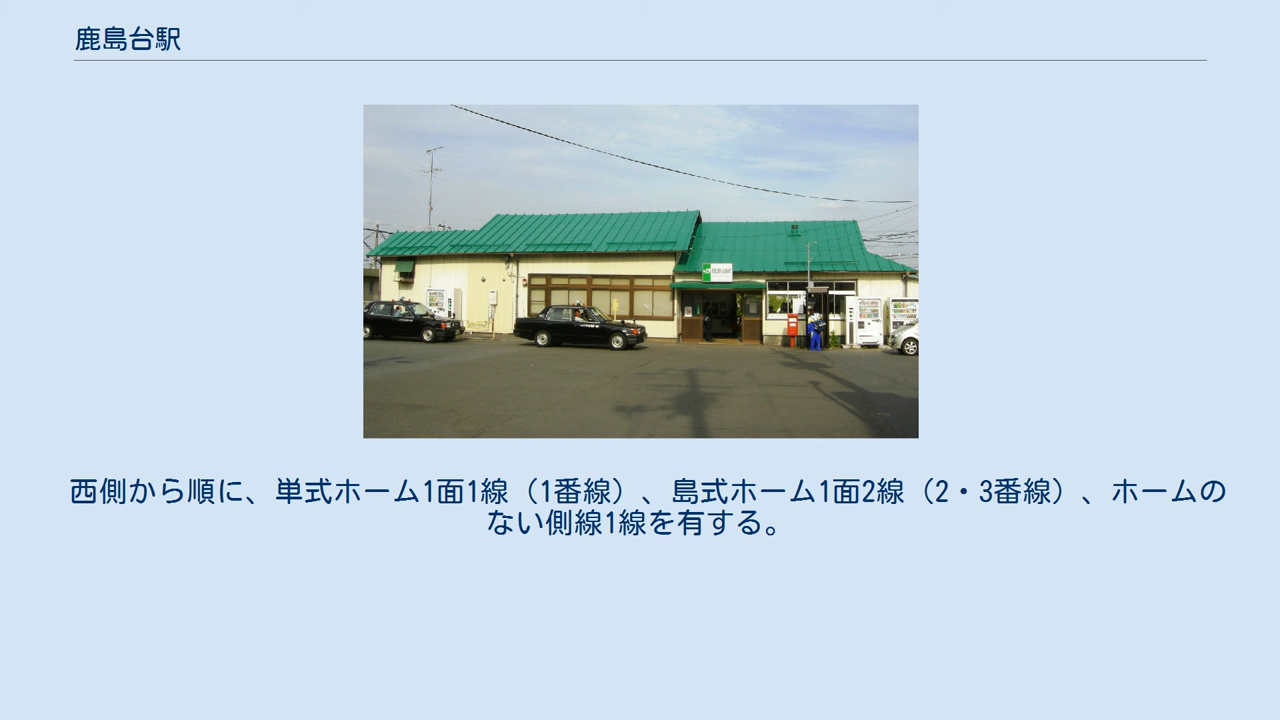 鹿島台駅
西側から順に、単式ホーム1面1線（1番線）、島式ホーム1面2線（2・3番線）、ホームの
ない側線1線を有する。